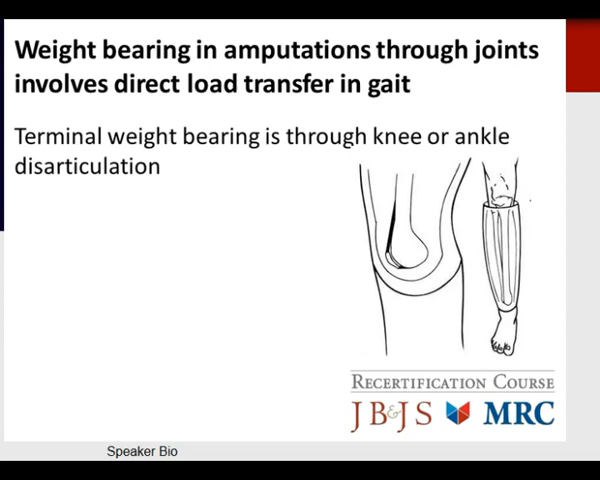 Weight bearing in amputations through joints
involves direct load transfer in gait
Terminal weight bearing is through knee or ankle
disarticulation
RECERTIFICATION COURSE
JB&JS MRC
Speaker Bio